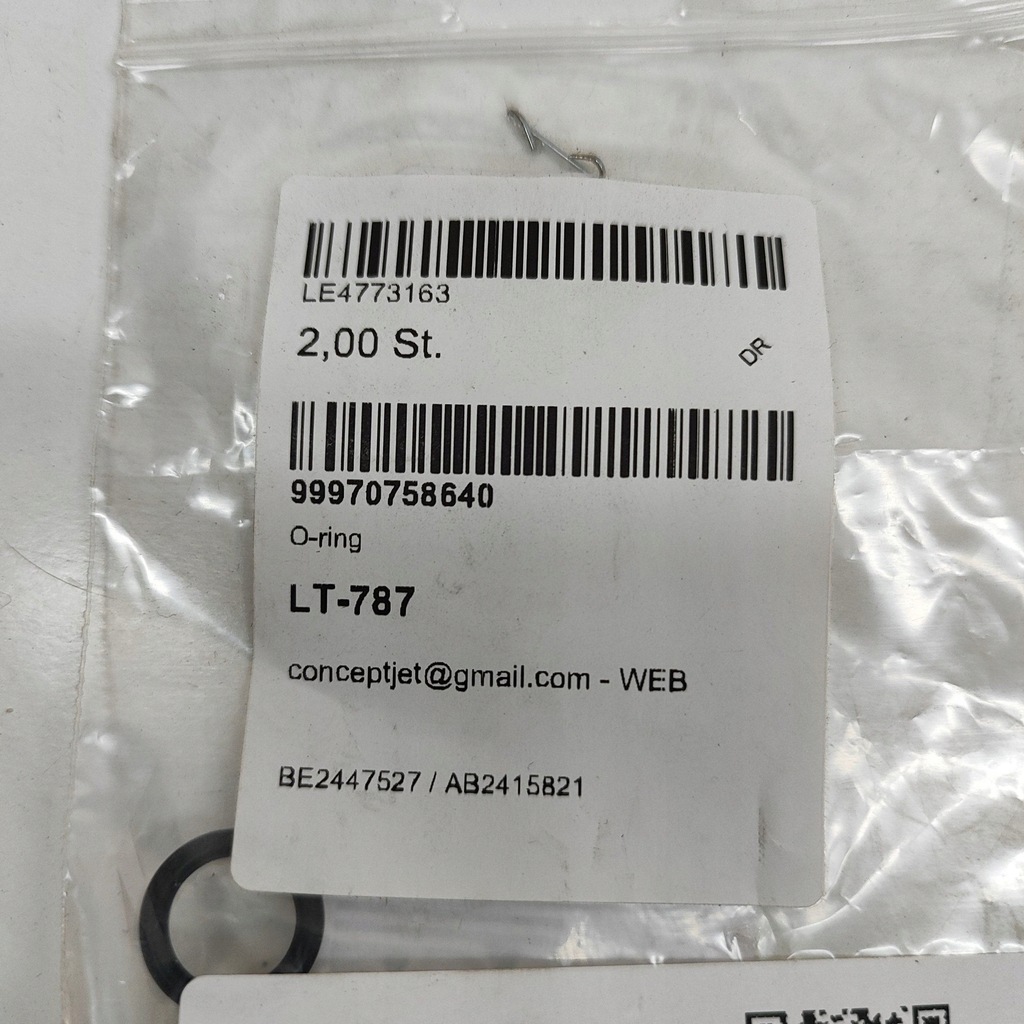 LE4773163
2,00 St.
DR
99970758640
O-ring
LT-787
conceptjet@gmail.com - WEB
BE2447527 / AB2415821